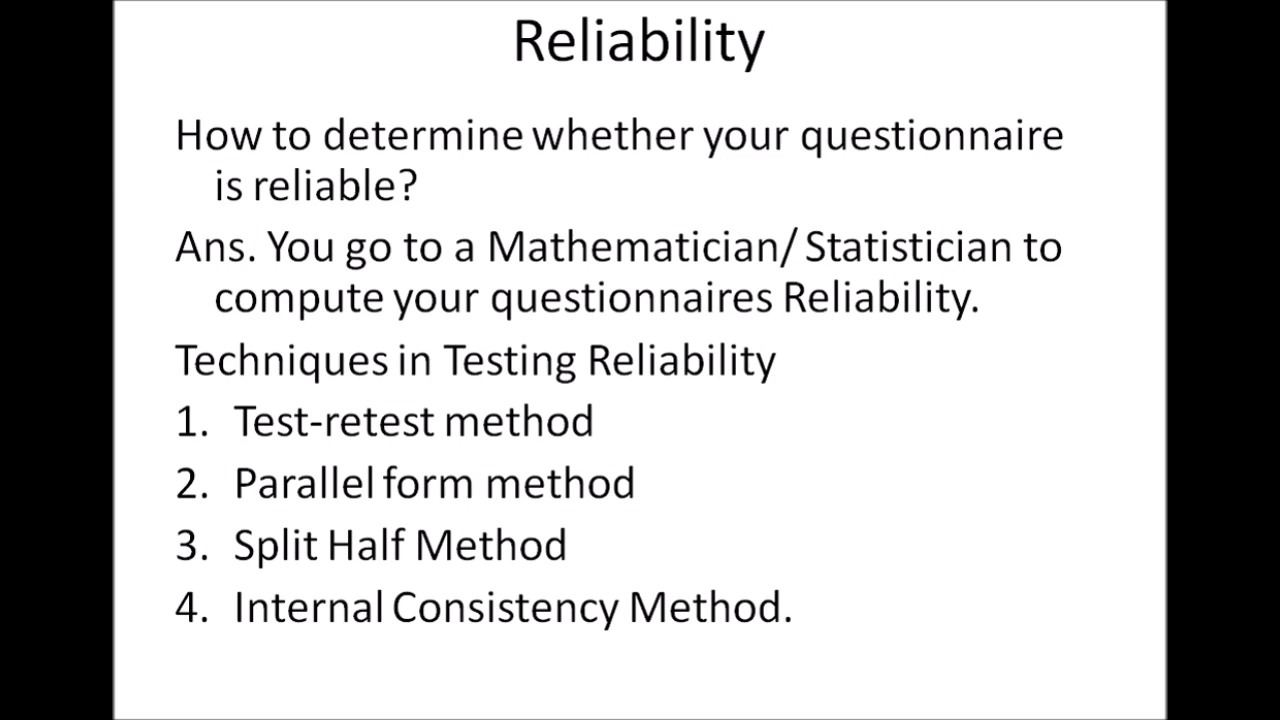 Reliability
How to determine whether your questionnaire
is reliable?
Ans. You go to a Mathematician/ Statistician to
compute your questionnaires Reliability.
Techniques in Testing Reliability
1. Test-retest method
2. Parallel form method
3. Split Half Method
4. Internal Consistency Method.